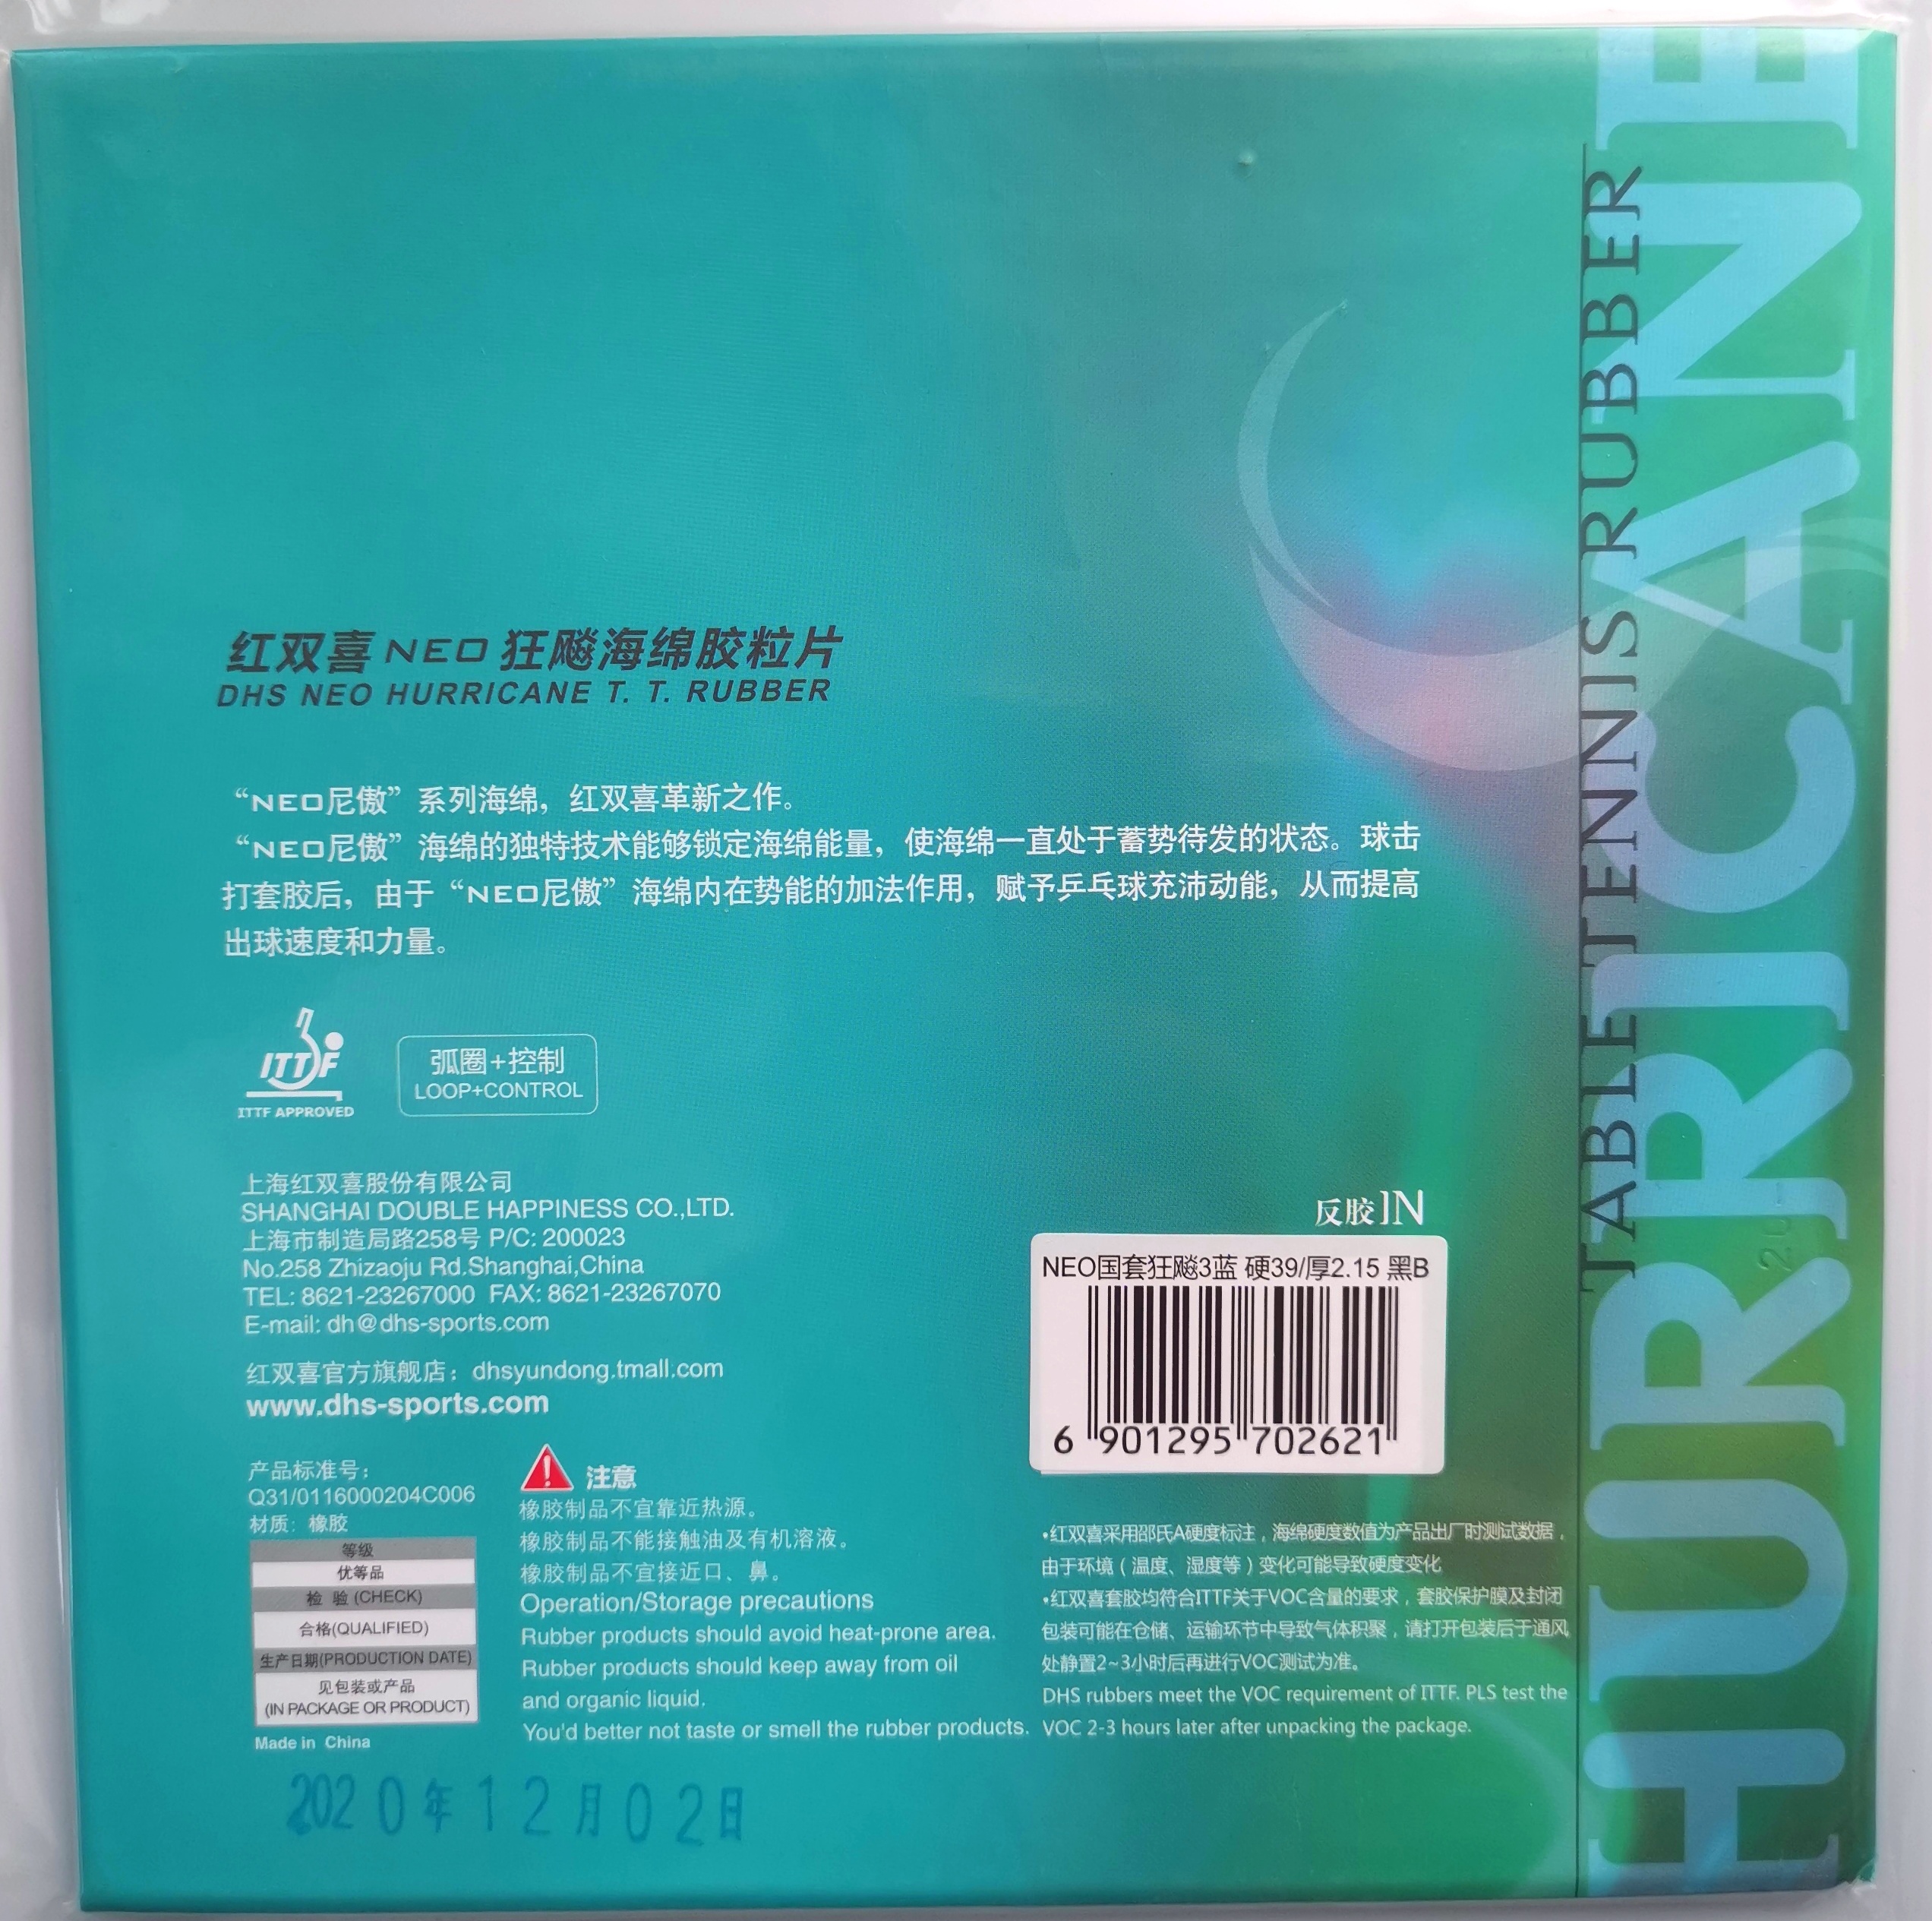 红双喜 NEO 狂飚海绵胶粒片
DHS NEO HURRICANE T. T. RUBBER
“NEO尼傲”系列海绵，红双喜革新之作。
“NEO尼傲”海绵的独特技术能够锁定海绵能量，使海绵一直处于蓄势待发的状态。球击
打套胶后，由于“NEO尼傲”海绵内在势能的加法作用，赋予乒乓球充沛动能，从而提高
出球速度和力量。
ITTF
ITTF APPROVED
弧圈+控制
LOOP+CONTROL
上海红双喜股份有限公司
SHANGHAI DOUBLE HAPPINESS CO.,LTD.
上海市制造局路258号 P/C: 200023
No.258 Zhizaoju Rd.Shanghai,China
TEL: 8621-23267000 FAX: 8621-23267070
E-mail: dh@dhs-sports.com
红双喜官方旗舰店：dhsyundong.tmall.com
www.dhs-sports.com
产品标准号：
Q31/0116000204C006
材质：橡胶
等级
优等品
检 验 (CHECK)
合格(QUALIFIED)
生产日期(PRODUCTION DATE)
见包装或产品
(IN PACKAGE OR PRODUCT)
Made in China
2020年12月02日
注意
橡胶制品不宜靠近热源。
橡胶制品不能接触油及有机溶液。
橡胶制品不宜接近口、鼻。
Operation/Storage precautions
Rubber products should avoid heat-prone area.
Rubber products should keep away from oil
and organic liquid.
You'd better not taste or smell the rubber products.
反胶IN
NEO国套狂飚3蓝 硬39/厚2.15 黑B
6 901295 702621
•红双喜采用邵氏A硬度标注，海绵硬度数值为产品出厂时测试数据，
由于环境（温度、湿度等）变化可能导致硬度变化
•红双喜套胶均符合ITTF关于VOC含量的要求，套胶保护膜及封闭
包装可能在仓储、运输环节中导致气体积聚，请打开包装后于通风
处静置2~3小时后再进行VOC测试为准。
DHS rubbers meet the VOC requirement of ITTF. PLS test the
VOC 2-3 hours later after unpacking the package.
TABLE TENNIS RUBBER
HURRICANE